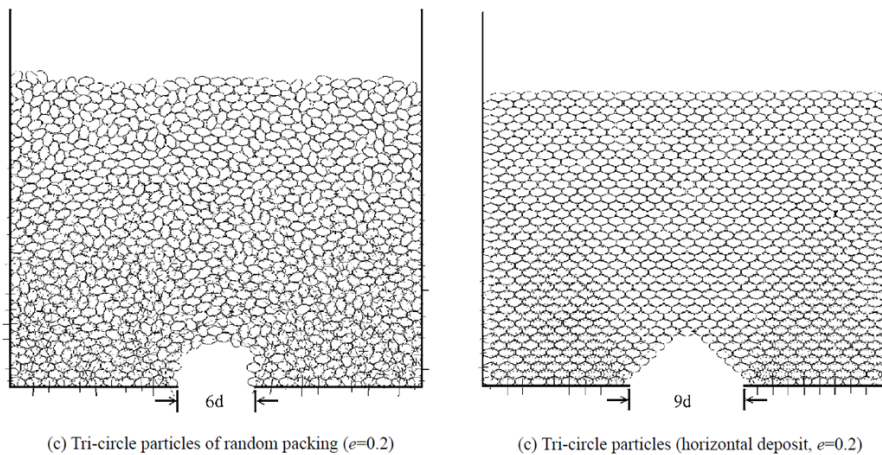 6d
9d
(c) Tri-circle particles of random packing (e=0.2)
(c) Tri-circle particles (horizontal deposit, e=0.2)